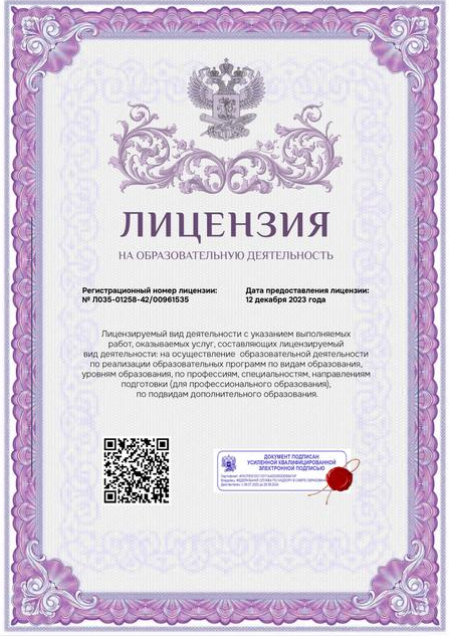 ЛИЦЕНЗИЯ
НА ОБРАЗОВАТЕЛЬНУЮ ДЕЯТЕЛЬНОСТЬ
Регистрационный номер лицензии:
№ Л035-01258-42/00961535
Дата предоставления лицензии:
12 декабря 2023 года
Лицензируемый вид деятельности с указанием выполняемых
работ, оказываемых услуг, составляющих лицензируемый
вид деятельности: на осуществление образовательной деятельности
по реализации образовательных программ по видам образования,
уровням образования, по профессиям, специальностям, направлениям
подготовки (для профессионального образования),
по подвидам дополнительного образования.
ДОКУМЕНТ ПОДПИСАН
УСИЛЕННОЙ КВАЛИФИЦИРОВАННОЙ
ЭЛЕКТРОННОЙ ПОДПИСЬЮ